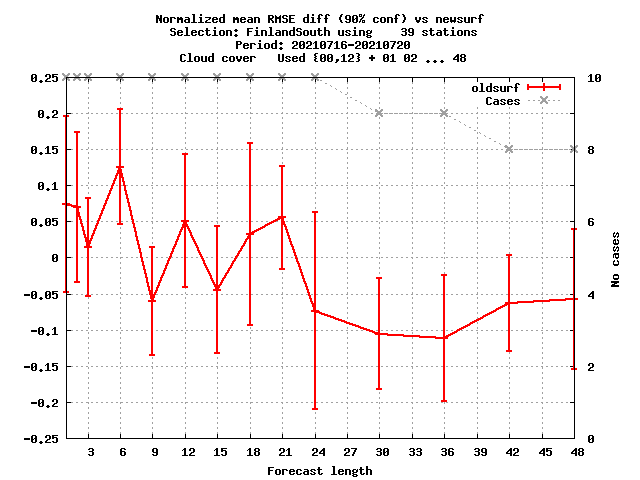 Normalized mean RMSE diff (90% conf) vs newsurf
Selection: FinlandSouth using    39 stations
Period: 20210716-20210720
Cloud cover   Used {00,12} + 01 02 ... 48
oldsurf
Cases
0.25
0.2
0.15
0.1
0.05
0
-0.05
-0.1
-0.15
-0.2
-0.25
10
8
6
4
2
0
No cases
3 6 9 12 15 18 21 24 27 30 33 36 39 42 45 48
Forecast length